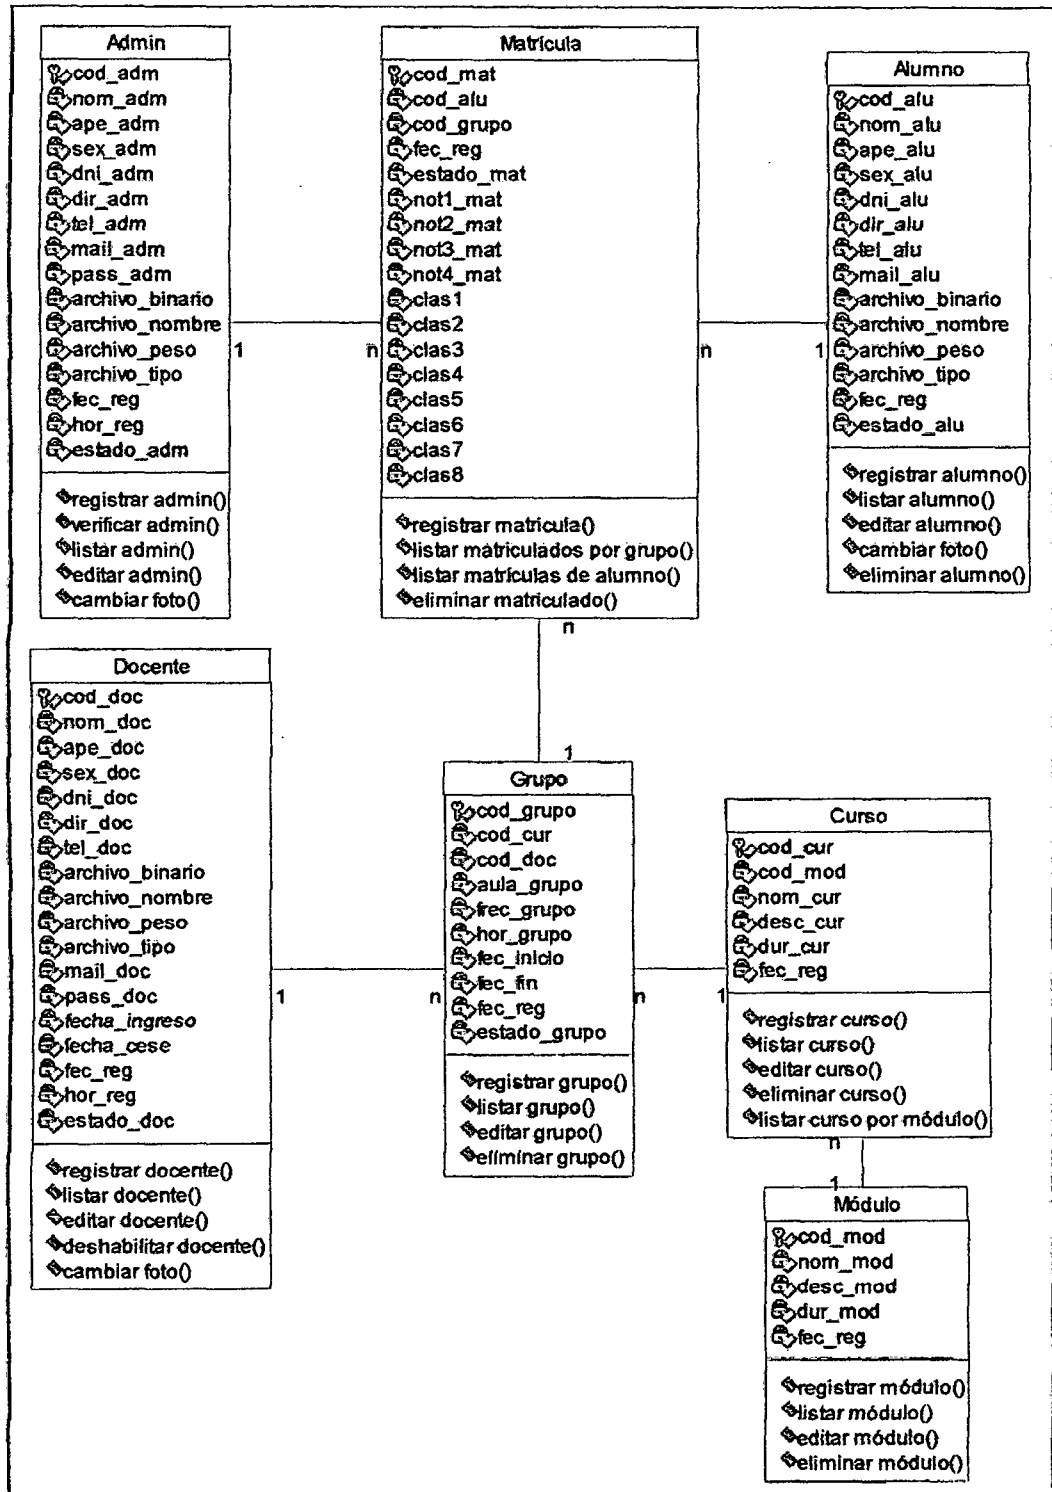 Admin
cod_adm
nom_adm
ape_adm
sex_adm
dni_adm
dir_adm
tel_adm
mail_adm
pass_adm
archivo_binario
archivo_nombre
archivo_peso
archivo_tipo
fec_reg
hor_reg
estado_adm
registrar admin()
verificar admin()
listar admin()
editar admin()
cambiar foto()
1
n
Matrícula
cod_mat
cod_alu
cod_grupo
fec_reg
estado_mat
not1_mat
not2_mat
not3_mat
not4_mat
clas1
clas2
clas3
clas4
clas5
clas6
clas7
clas8
registrar matricula()
listar matriculados por grupo()
listar matrículas de alumno()
eliminar matriculado()
n
1
Alumno
cod_alu
nom_alu
ape_alu
sex_alu
dni_alu
dir_alu
tel_alu
mail_alu
archivo_binario
archivo_nombre
archivo_peso
archivo_tipo
fec_reg
estado_alu
registrar alumno()
listar alumno()
editar alumno()
cambiar foto()
eliminar alumno()
n
1
Docente
cod_doc
nom_doc
ape_doc
sex_doc
dni_doc
dir_doc
tel_doc
archivo_binario
archivo_nombre
archivo_peso
archivo_tipo
mail_doc
pass_doc
fecha_ingreso
fecha_cese
fec_reg
hor_reg
estado_doc
registrar docente()
listar docente()
editar docente()
deshabilitar docente()
cambiar foto()
1
n
Grupo
cod_grupo
cod_cur
cod_doc
aula_grupo
frec_grupo
hor_grupo
fec_inicio
fec_fin
fec_reg
estado_grupo
registrar grupo()
listar grupo()
editar grupo()
eliminar grupo()
n
1
Curso
cod_cur
cod_mod
nom_cur
desc_cur
dur_cur
fec_reg
registrar curso()
listar curso()
editar curso()
eliminar curso()
listar curso por módulo()
n
1
Módulo
cod_mod
nom_mod
desc_mod
dur_mod
fec_reg
registrar módulo()
listar módulo()
editar módulo()
eliminar módulo()